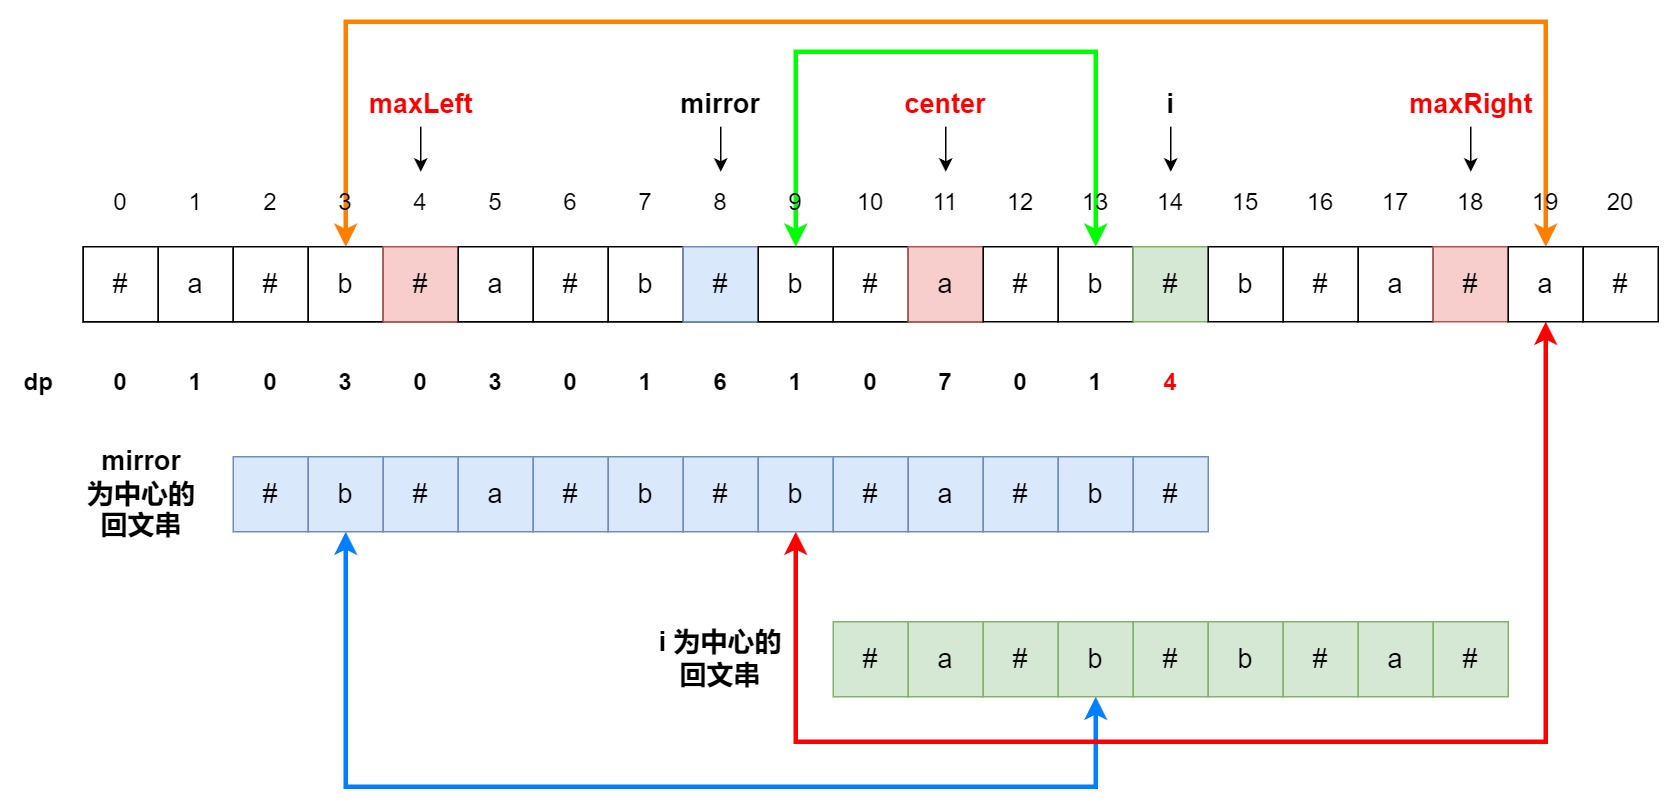 maxLeft mirror center i maxRight
0 1 2 3 4 5 6 7 8 9 10 11 12 13 14 15 16 17 18 19 20
# a # b # a # b # b # a # b # b # a # a #
dp 0 1 0 3 0 3 0 1 6 1 0 7 0 1 4
mirror
为中心的
回文串
# b # a # b # b # a # b #
i 为中心的
回文串
# a # b # b # a #